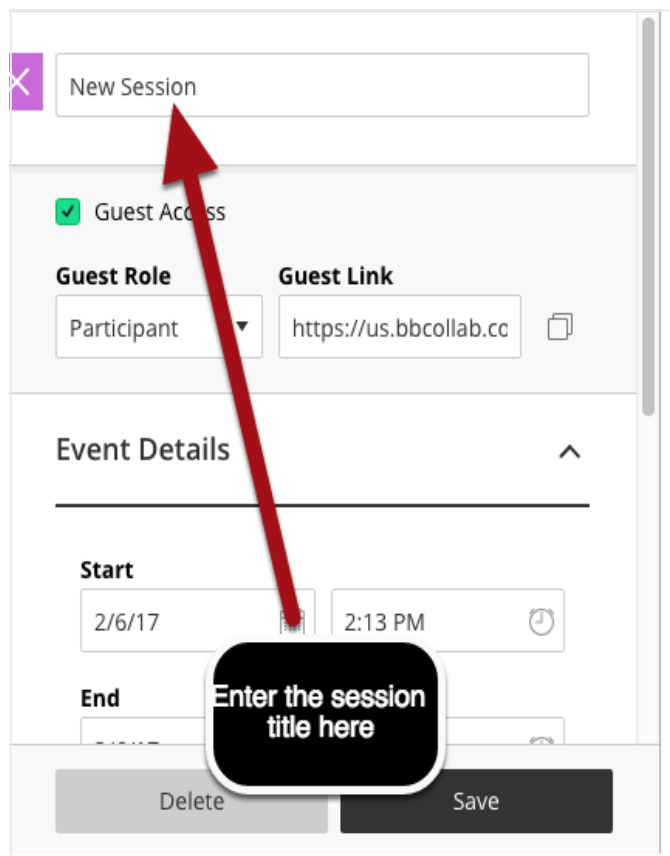 New Session
Guest Access
Guest Role Guest Link
Participant https://us.bbcollab.co
Event Details
Start
2/6/17 2:13 PM
End
Enter the session
title here
Delete Save